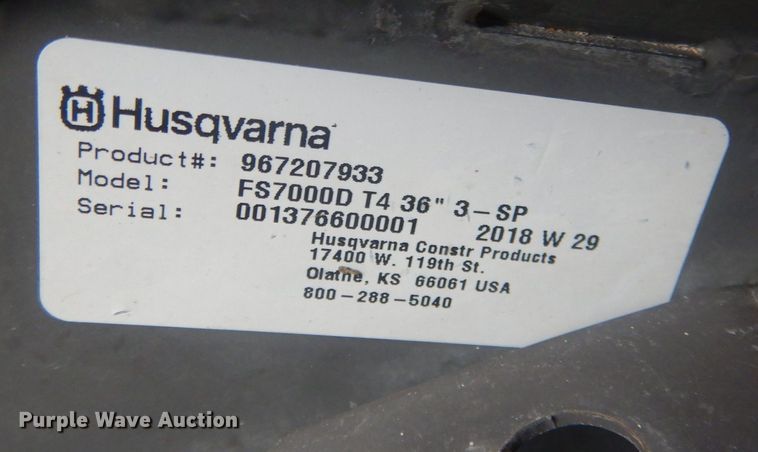 Husqvarna
Product#: 967207933
Model: FS7000D T4 36" 3-SP
Serial: 001376600001 2018 W 29
Husqvarna Constr Products
17400 W. 119th St.
Olathe, KS 66061 USA
800-288-5040
Purple Wave Auction